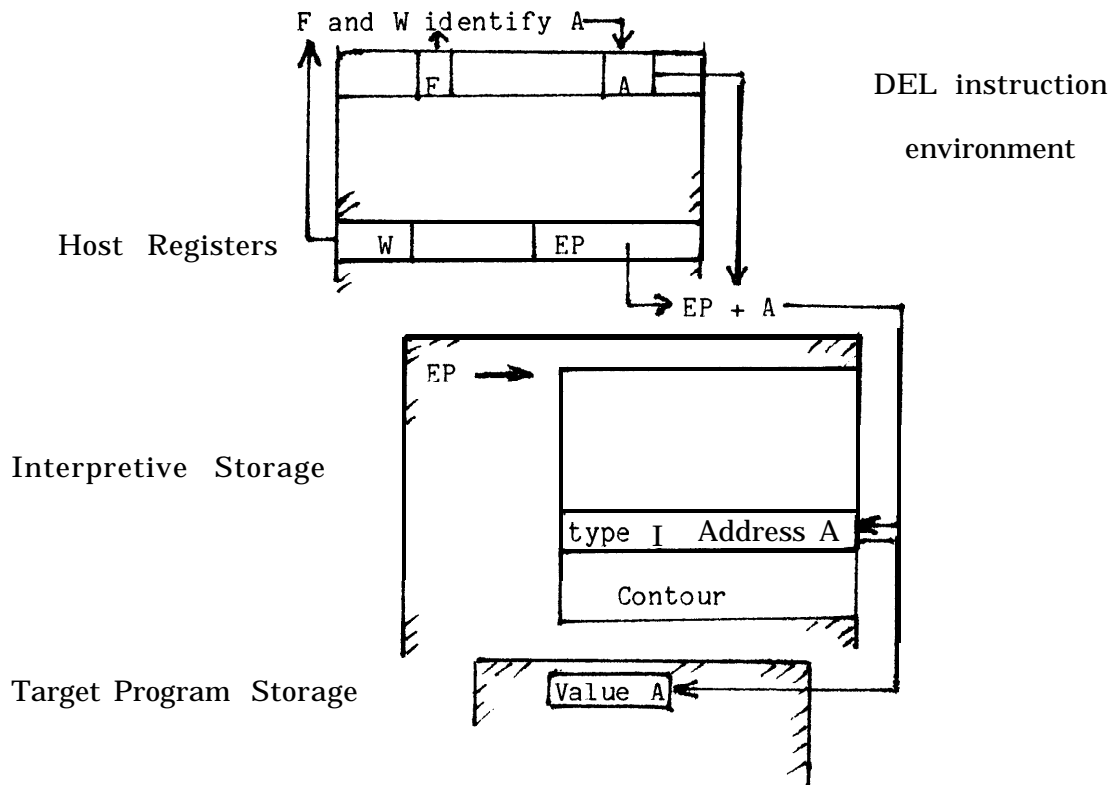 F and W identify A
F A
DEL instruction
environment
Host Registers
W EP
EP + A
EP
Interpretive Storage
type I Address A
Contour
Target Program Storage
Value A